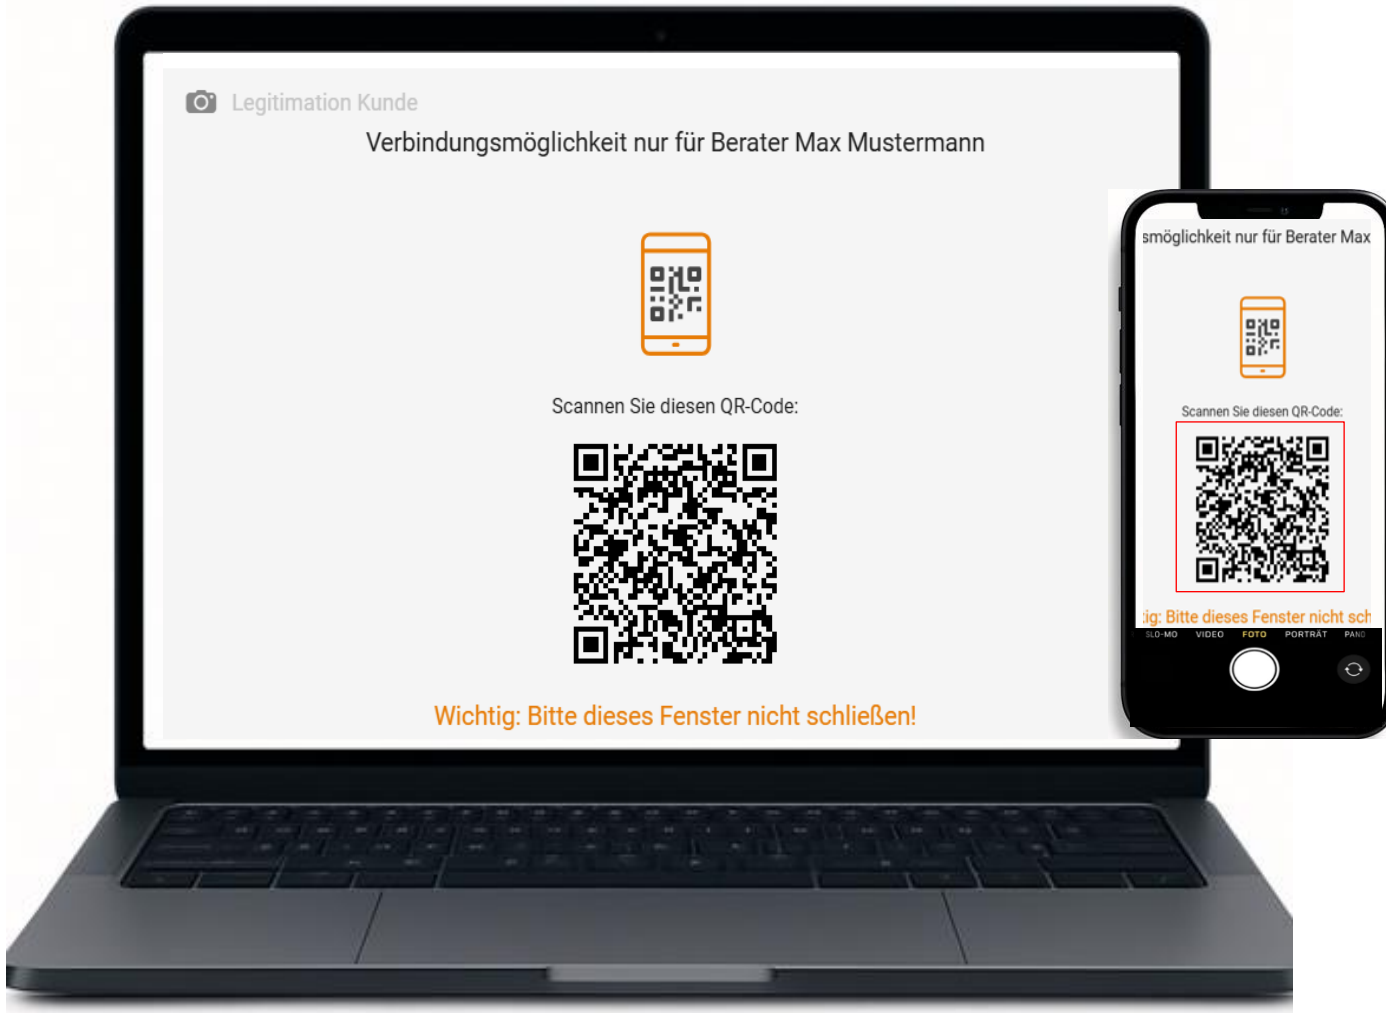 Legitimation Kunde
Verbindungsmöglichkeit nur für Berater Max Mustermann
Scannen Sie diesen QR-Code:
Wichtig: Bitte dieses Fenster nicht schließen!
smöglichkeit nur für Berater Max
Scannen Sie diesen QR-Code:
tig: Bitte dieses Fenster nicht sch
SLO-MO VIDEO FOTO PORTRÄT PANO